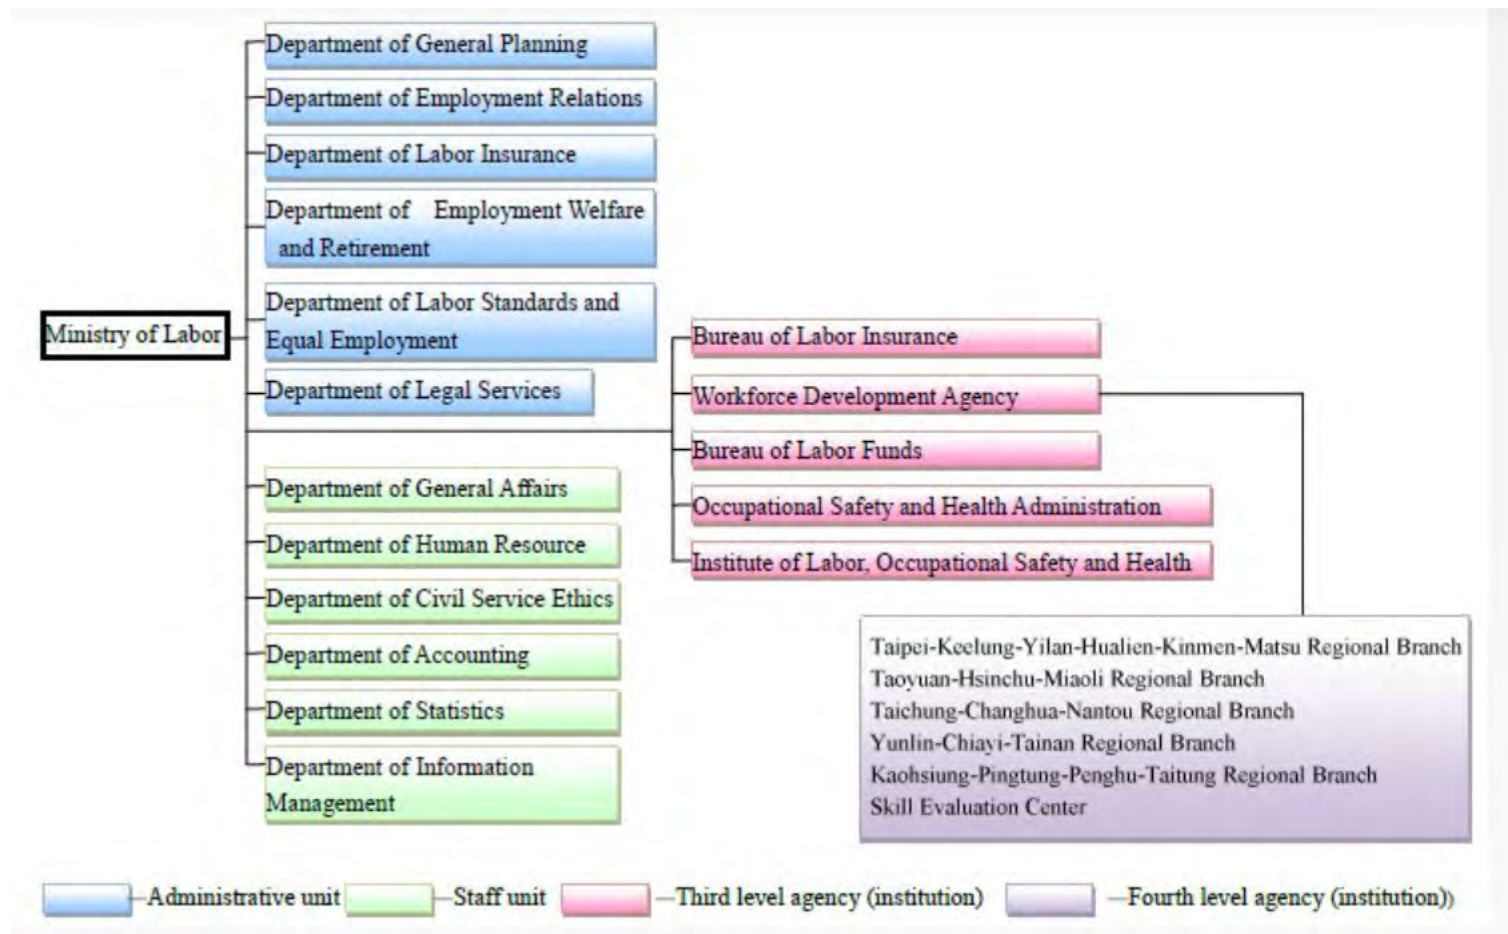 Department of General Planning
Department of Employment Relations
Department of Labor Insurance
Department of Employment Welfare
and Retirement
Ministry of Labor
Department of Labor Standards and
Equal Employment
Department of Legal Services
Bureau of Labor Insurance
Workforce Development Agency
Bureau of Labor Funds
Occupational Safety and Health Administration
Institute of Labor, Occupational Safety and Health
Department of General Affairs
Department of Human Resource
Department of Civil Service Ethics
Department of Accounting
Department of Statistics
Department of Information
Management
Taipei-Keelung-Yilan-Hualien-Kinmen-Matsu Regional Branch
Taoyuan-Hsinchu-Miaoli Regional Branch
Taichung-Changhua-Nantou Regional Branch
Yunlin-Chiayi-Tainan Regional Branch
Kaohsiung-Pingtung-Penghu-Taitung Regional Branch
Skill Evaluation Center
—Administrative unit
—Staff unit
—Third level agency (institution)
—Fourth level agency (institution))